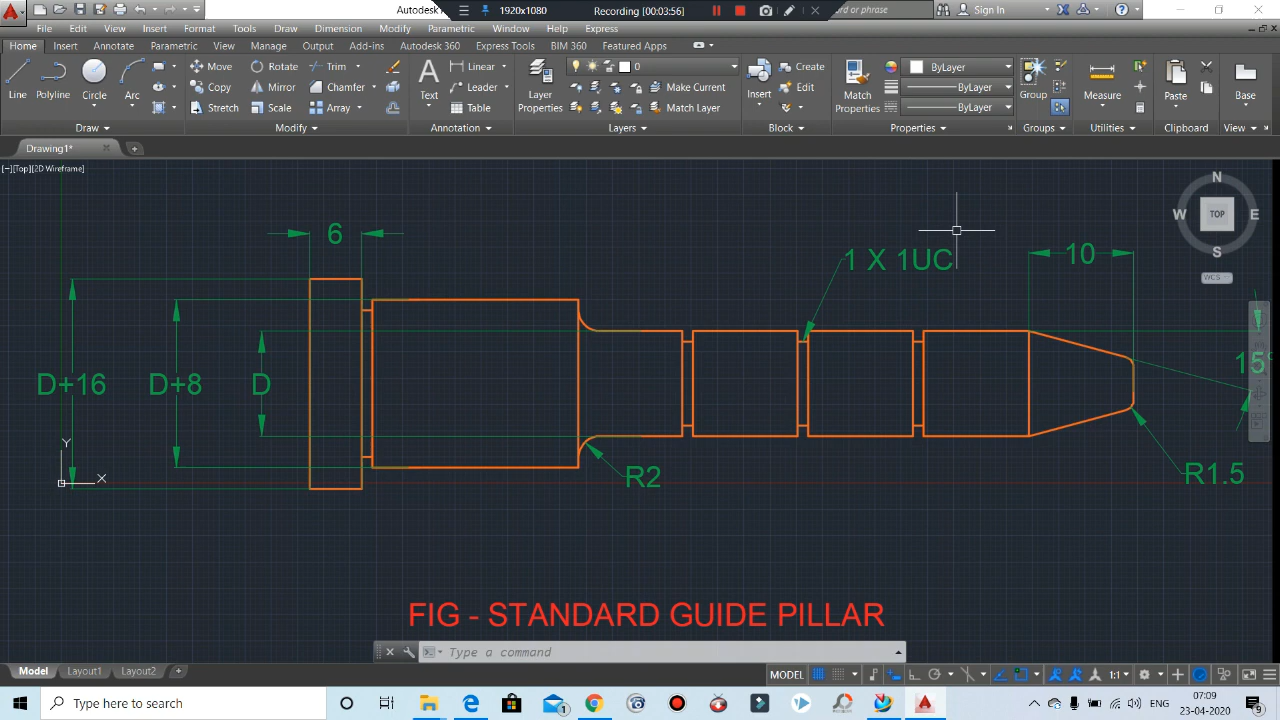 Autodesk
1920x1080
Recording [00:03:56]
ord or phrase
Sign In
File Edit View Insert Format Tools Draw Dimension Modify Parametric Window Help Express
Home Insert Annotate Parametric View Manage Output Add-ins Autodesk 360 Express Tools BIM 360 Featured Apps
Line Polyline Circle Arc
Move Rotate Trim
Copy Mirror Chamfer
Stretch Scale Array
Text Linear
Leader
Table
Layer Properties
0
Make Current
Match Layer
Insert Create
Edit
Match Properties
ByLayer
ByLayer
ByLayer
Group Measure Paste Base
Draw Modify Annotation Layers Block Properties Groups Utilities Clipboard View
Drawing1*
[−][Top][2D Wireframe]
N
W TOP E
S
WCS
6
1 X 1UC
10
D+16 D+8 D
15°
Y
X
R2
R1.5
FIG - STANDARD GUIDE PILLAR
Type a command
Model Layout1 Layout2
MODEL
1:1
Type here to search
1
ENG
07:09
23-04-2020
9